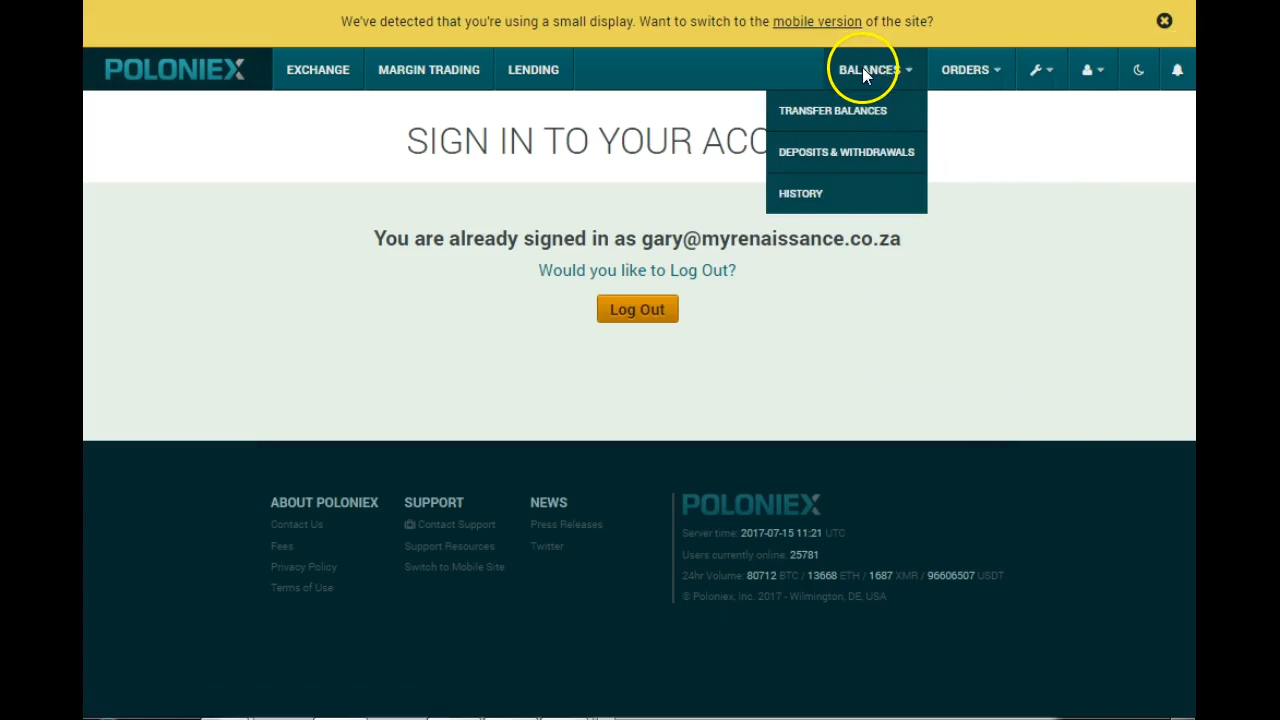 We've detected that you're using a small display. Want to switch to the mobile version of the site?
POLONIEX EXCHANGE MARGIN TRADING LENDING BALANCES ORDERS
TRANSFER BALANCES
DEPOSITS & WITHDRAWALS
HISTORY
SIGN IN TO YOUR ACC
You are already signed in as gary@myrenaissance.co.za
Would you like to Log Out?
Log Out
ABOUT POLONIEX
Contact Us
Fees
Privacy Policy
Terms of Use
SUPPORT
Contact Support
Support Resources
Switch to Mobile Site
NEWS
Press Releases
Twitter
POLONIEX
Server time: 2017-07-15 11:21 UTC
Users currently online: 25781
24hr Volume: 80712 BTC / 13668 ETH / 1687 XMR / 96606507 USDT
© Poloniex, Inc. 2017 - Wilmington, DE, USA